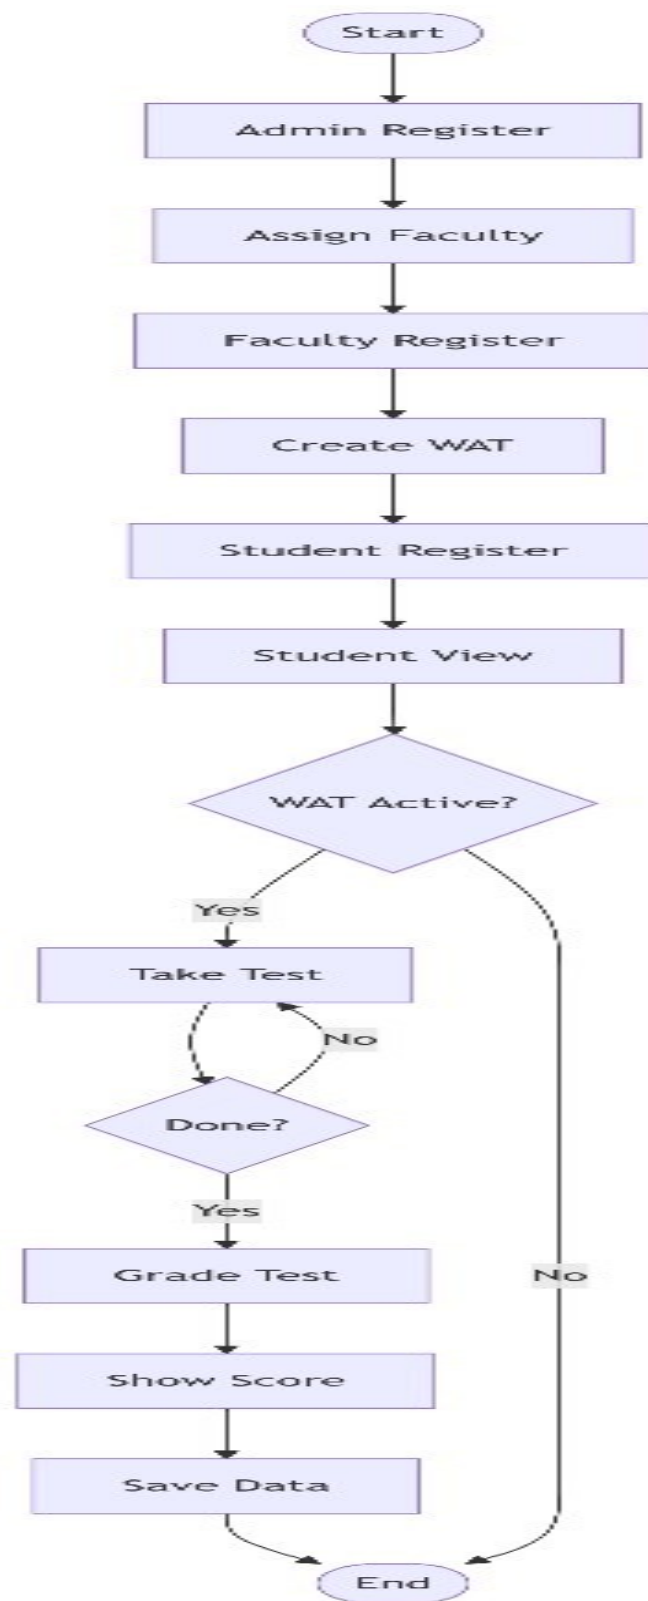 Start
Admin Register
Assign Faculty
Faculty Register
Create WAT
Student Register
Student View
WAT Active?
Yes
Take Test
No
Done?
Yes
Grade Test
No
Show Score
Save Data
End